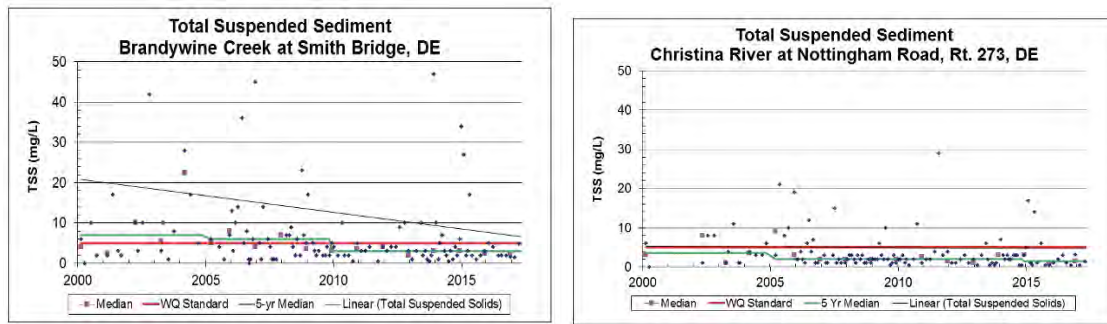 Total Suspended Sediment
Brandywine Creek at Smith Bridge, DE
50
40
30
20
10
0
TSS (mg/L)
2000 2005 2010 2015
Median WQ Standard 5-yr Median Linear (Total Suspended Solids)
Total Suspended Sediment
Christina River at Nottingham Road, Rt. 273, DE
50
40
30
20
10
0
TSS (mg/L)
2000 2005 2010 2015
Median WQ Standard 5 Yr Median Linear (Total Suspended Solids)